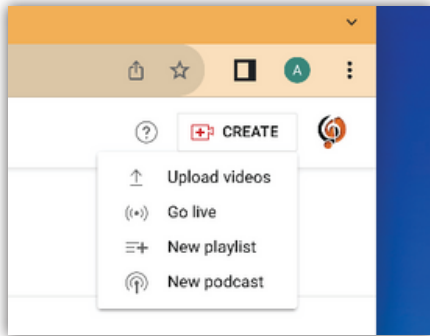 A
CREATE
Upload videos
Go live
New playlist
New podcast